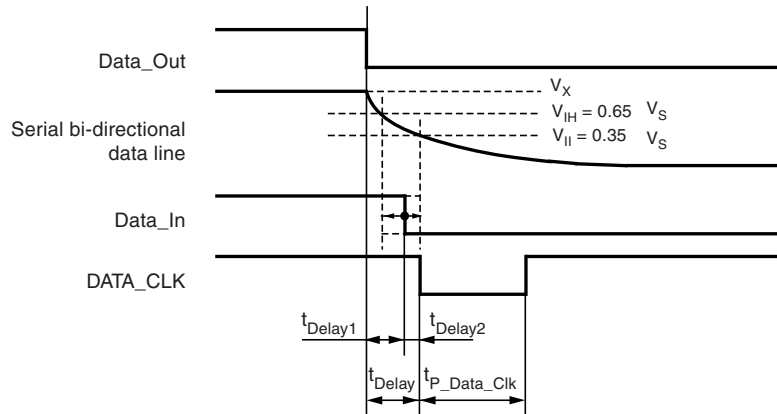 Data_Out
V_X
V_IH = 0.65 V_S
V_II = 0.35 V_S
Serial bi-directional
data line
Data_In
DATA_CLK
t_Delay1
t_Delay2
t_Delay
t_P_Data_Clk